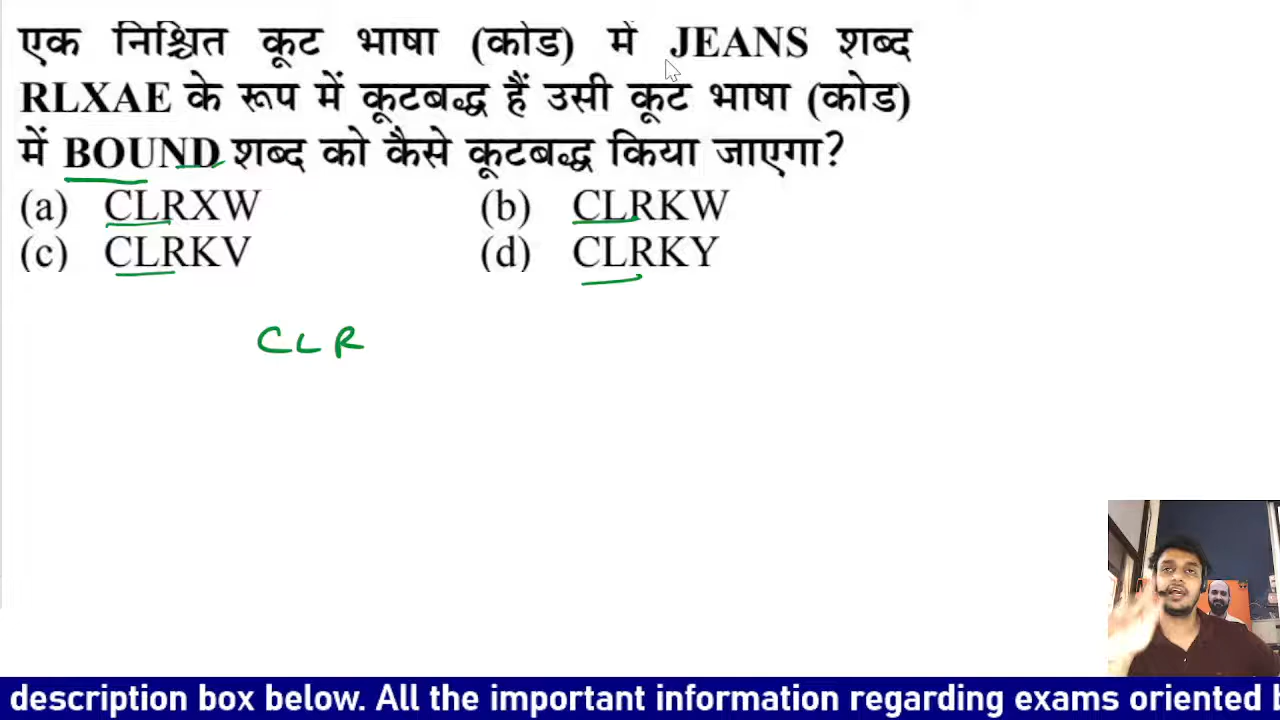 एक निश्चित कूट भाषा (कोड) में JEANS शब्द
RLXAE के रूप में कूटबद्ध हैं उसी कूट भाषा (कोड)
में BOUND शब्द को कैसे कूटबद्ध किया जाएगा?
(a) CLRXW (b) CLRKW
(c) CLRKV (d) CLRKY
CLR
description box below. All the important information regarding exams oriented b